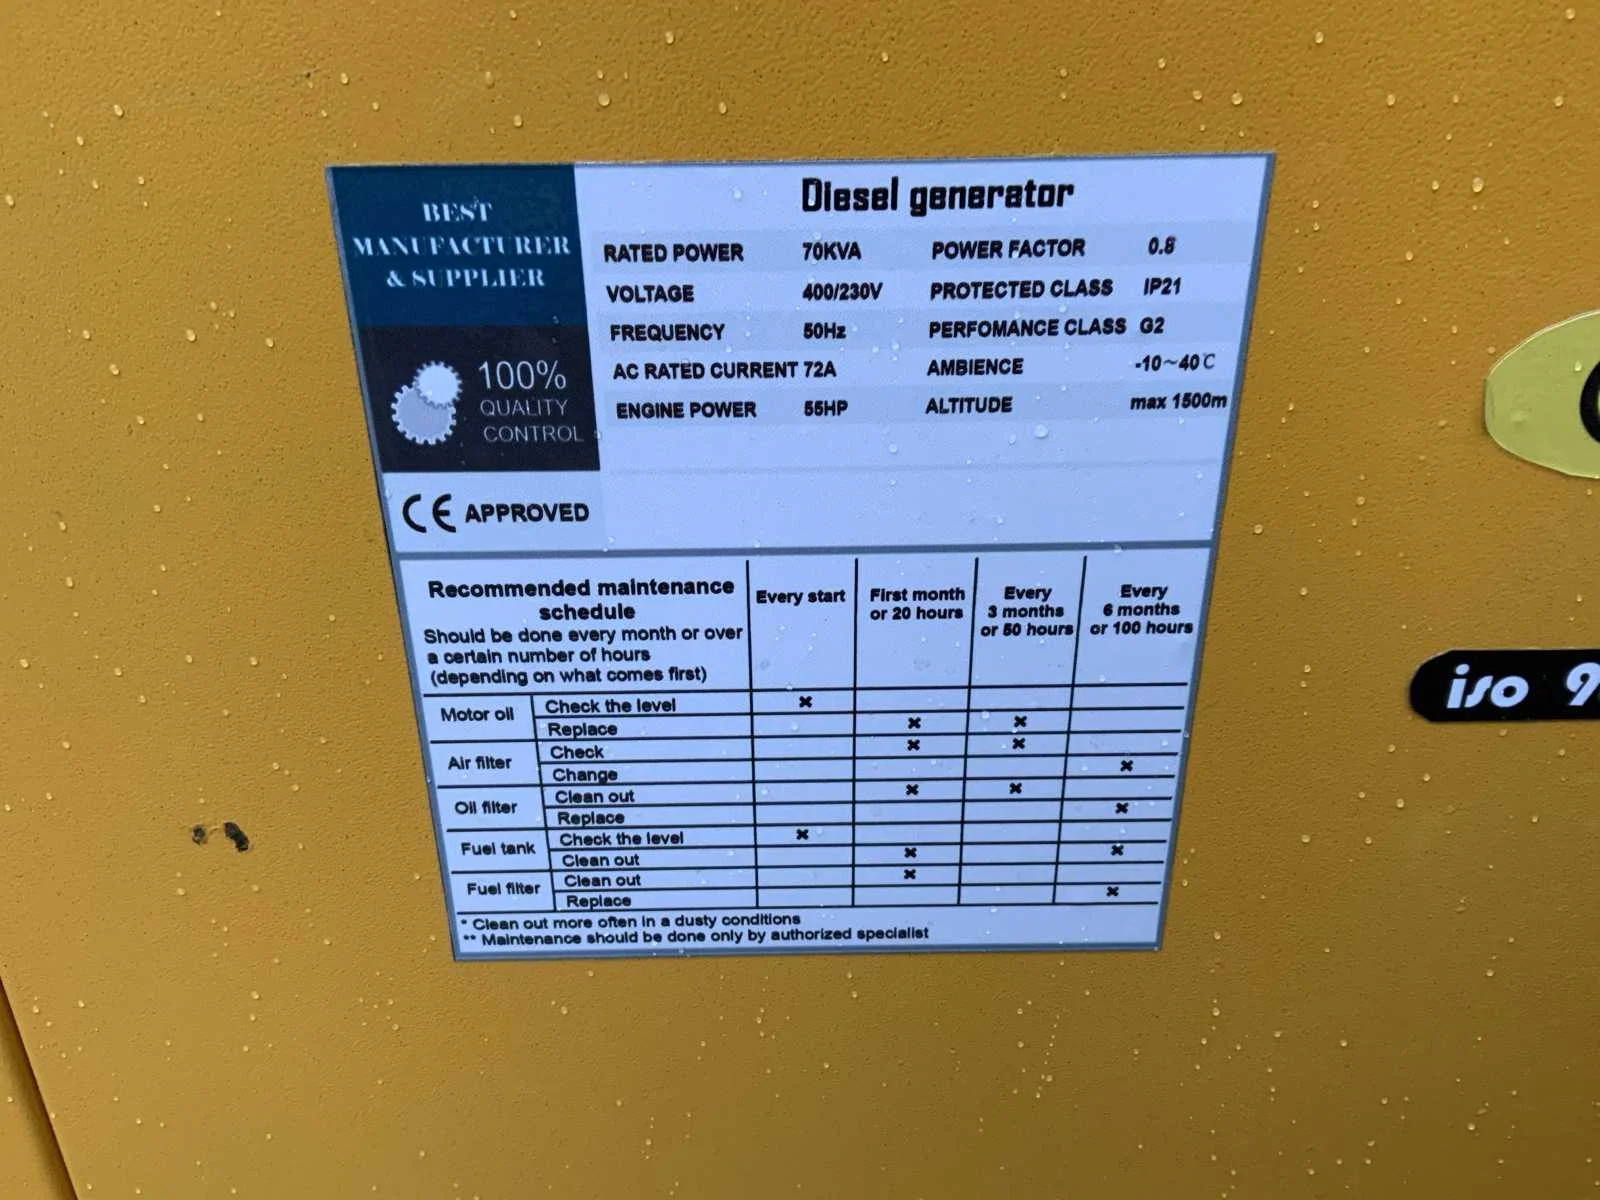 BEST
MANUFACTURER
& SUPPLIER
100%
QUALITY
CONTROL
CE APPROVED
Diesel generator
RATED POWER 70KVA POWER FACTOR 0.8
VOLTAGE 400/230V PROTECTED CLASS IP21
FREQUENCY 50Hz PERFOMANCE CLASS G2
AC RATED CURRENT 72A AMBIENCE -10~40℃
ENGINE POWER 55HP ALTITUDE max 1500m
Recommended maintenance
schedule
Should be done every month or over
a certain number of hours
(depending on what comes first)
Every start
First month
or 20 hours
Every
3 months
or 50 hours
Every
6 months
or 100 hours
Motor oil
Check the level x
Replace x x
Air filter
Check x x
Change x
Oil filter
Clean out x x
Replace x
Fuel tank
Check the level x
Clean out x x
Fuel filter
Clean out x
Replace x
* Clean out more often in a dusty conditions
** Maintenance should be done only by authorized specialist
iso 9